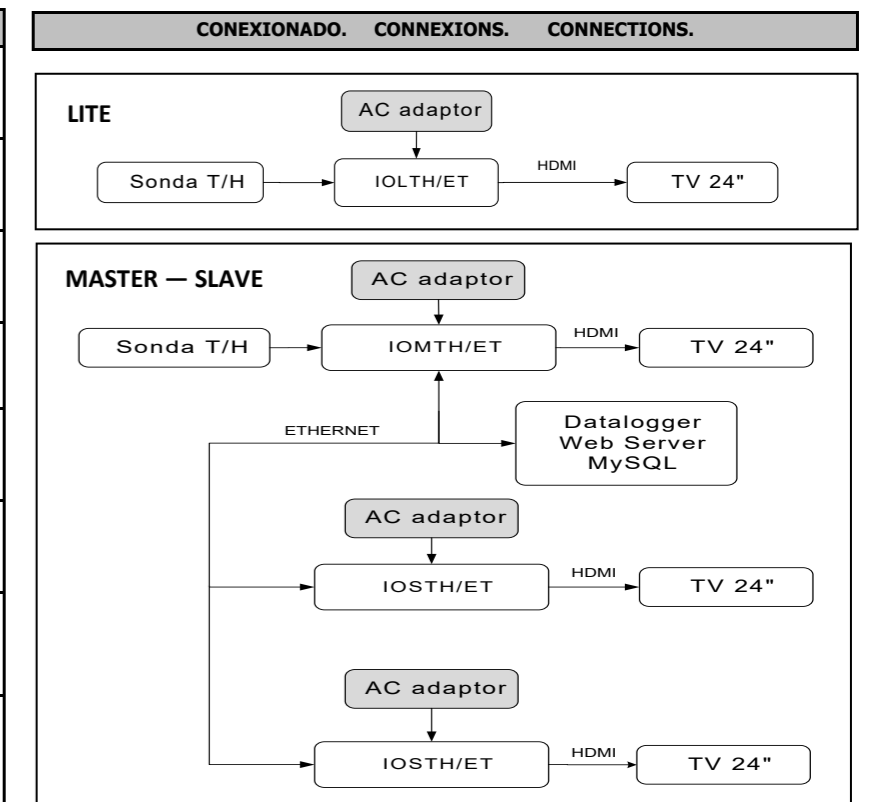 CONEXIONADO. CONNEXIONS. CONNECTIONS.
LITE
AC adaptor
Sonda T/H
IOLTH/ET
HDMI
TV 24"
MASTER — SLAVE
AC adaptor
Sonda T/H
IOMTH/ET
HDMI
TV 24"
ETHERNET
Datalogger
Web Server
MySQL
AC adaptor
IOSTH/ET
HDMI
TV 24"
AC adaptor
IOSTH/ET
HDMI
TV 24"